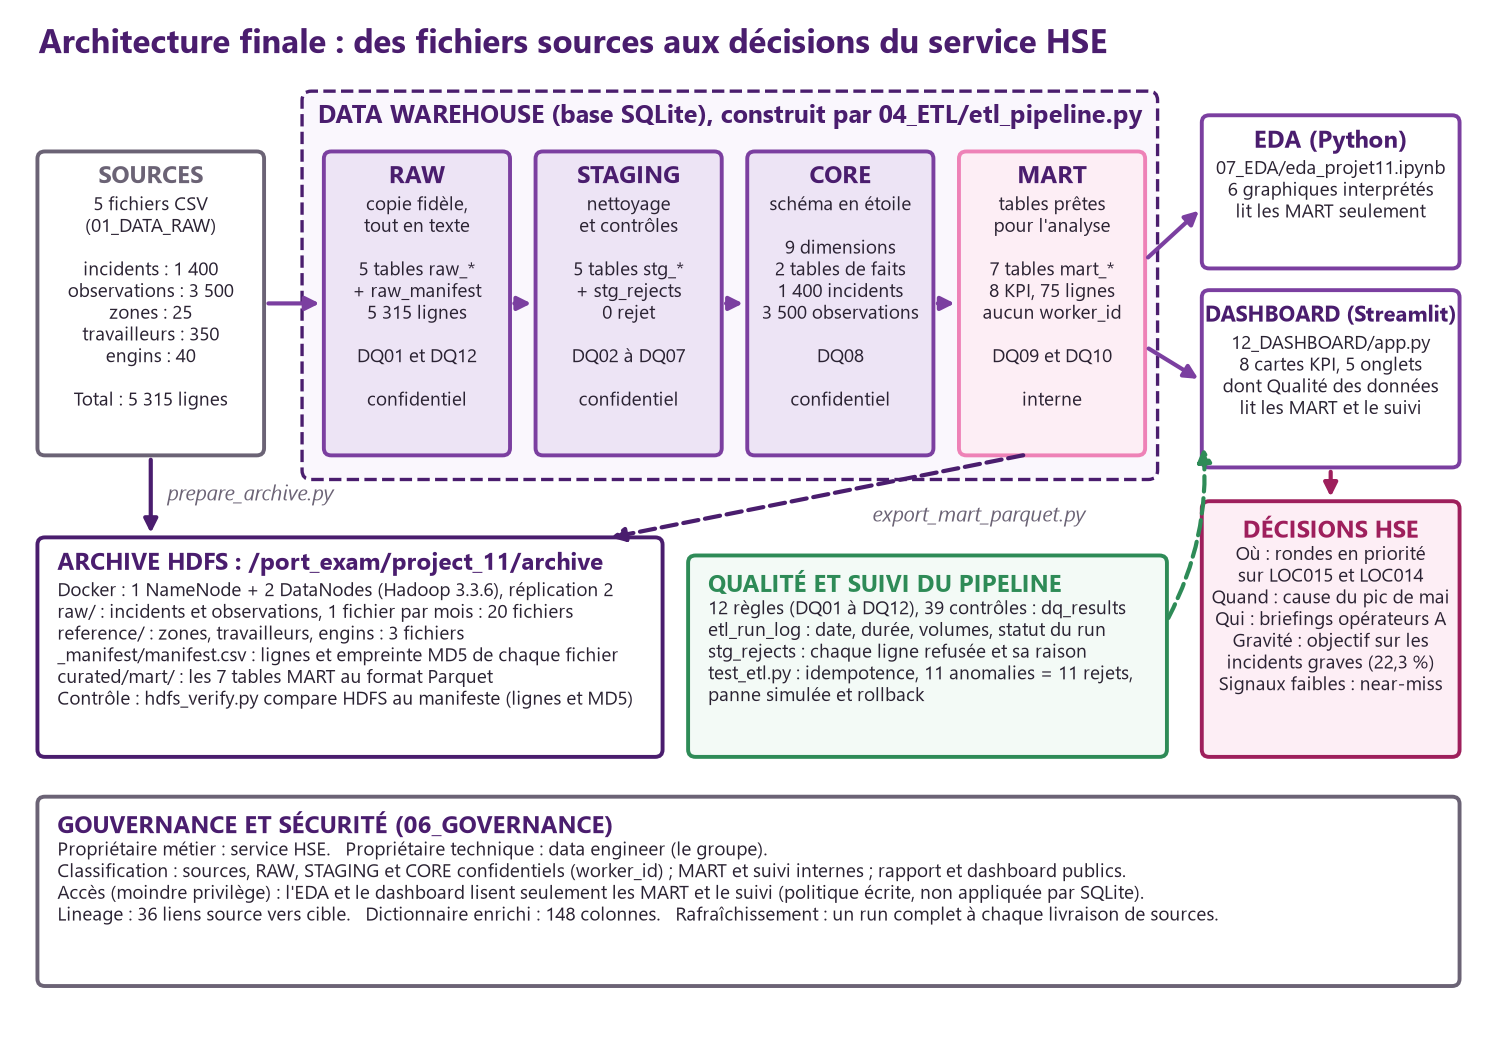 Architecture finale : des fichiers sources aux décisions du service HSE
DATA WAREHOUSE (base SQLite), construit par 04_ETL/etl_pipeline.py
SOURCES
5 fichiers CSV
(01_DATA_RAW)
incidents : 1 400
observations : 3 500
zones : 25
travailleurs : 350
engins : 40
Total : 5 315 lignes
RAW
copie fidèle,
tout en texte
5 tables raw_*
+ raw_manifest
5 315 lignes
DQ01 et DQ12
confidentiel
STAGING
nettoyage
et contrôles
5 tables stg_*
+ stg_rejects
0 rejet
DQ02 à DQ07
confidentiel
CORE
schéma en étoile
9 dimensions
2 tables de faits
1 400 incidents
3 500 observations
DQ08
confidentiel
MART
tables prêtes
pour l'analyse
7 tables mart_*
8 KPI, 75 lignes
aucun worker_id
DQ09 et DQ10
interne
EDA (Python)
07_EDA/eda_projet11.ipynb
6 graphiques interprétés
lit les MART seulement
DASHBOARD (Streamlit)
12_DASHBOARD/app.py
8 cartes KPI, 5 onglets
dont Qualité des données
lit les MART et le suivi
prepare_archive.py
export_mart_parquet.py
ARCHIVE HDFS : /port_exam/project_11/archive
Docker : 1 NameNode + 2 DataNodes (Hadoop 3.3.6), réplication 2
raw/ : incidents et observations, 1 fichier par mois : 20 fichiers
reference/ : zones, travailleurs, engins : 3 fichiers
_manifest/manifest.csv : lignes et empreinte MD5 de chaque fichier
curated/mart/ : les 7 tables MART au format Parquet
Contrôle : hdfs_verify.py compare HDFS au manifeste (lignes et MD5)
QUALITÉ ET SUIVI DU PIPELINE
12 règles (DQ01 à DQ12), 39 contrôles : dq_results
etl_run_log : date, durée, volumes, statut du run
stg_rejects : chaque ligne refusée et sa raison
test_etl.py : idempotence, 11 anomalies = 11 rejets,
panne simulée et rollback
DÉCISIONS HSE
Où : rondes en priorité
sur LOC015 et LOC014
Quand : cause du pic de mai
Qui : briefings opérateurs A
Gravité : objectif sur les
incidents graves (22,3 %)
Signaux faibles : near-miss
GOUVERNANCE ET SÉCURITÉ (06_GOVERNANCE)
Propriétaire métier : service HSE. Propriétaire technique : data engineer (le groupe).
Classification : sources, RAW, STAGING et CORE confidentiels (worker_id) ; MART et suivi internes ; rapport et dashboard publics.
Accès (moindre privilège) : l'EDA et le dashboard lisent seulement les MART et le suivi (politique écrite, non appliquée par SQLite).
Lineage : 36 liens source vers cible. Dictionnaire enrichi : 148 colonnes. Rafraîchissement : un run complet à chaque livraison de sources.